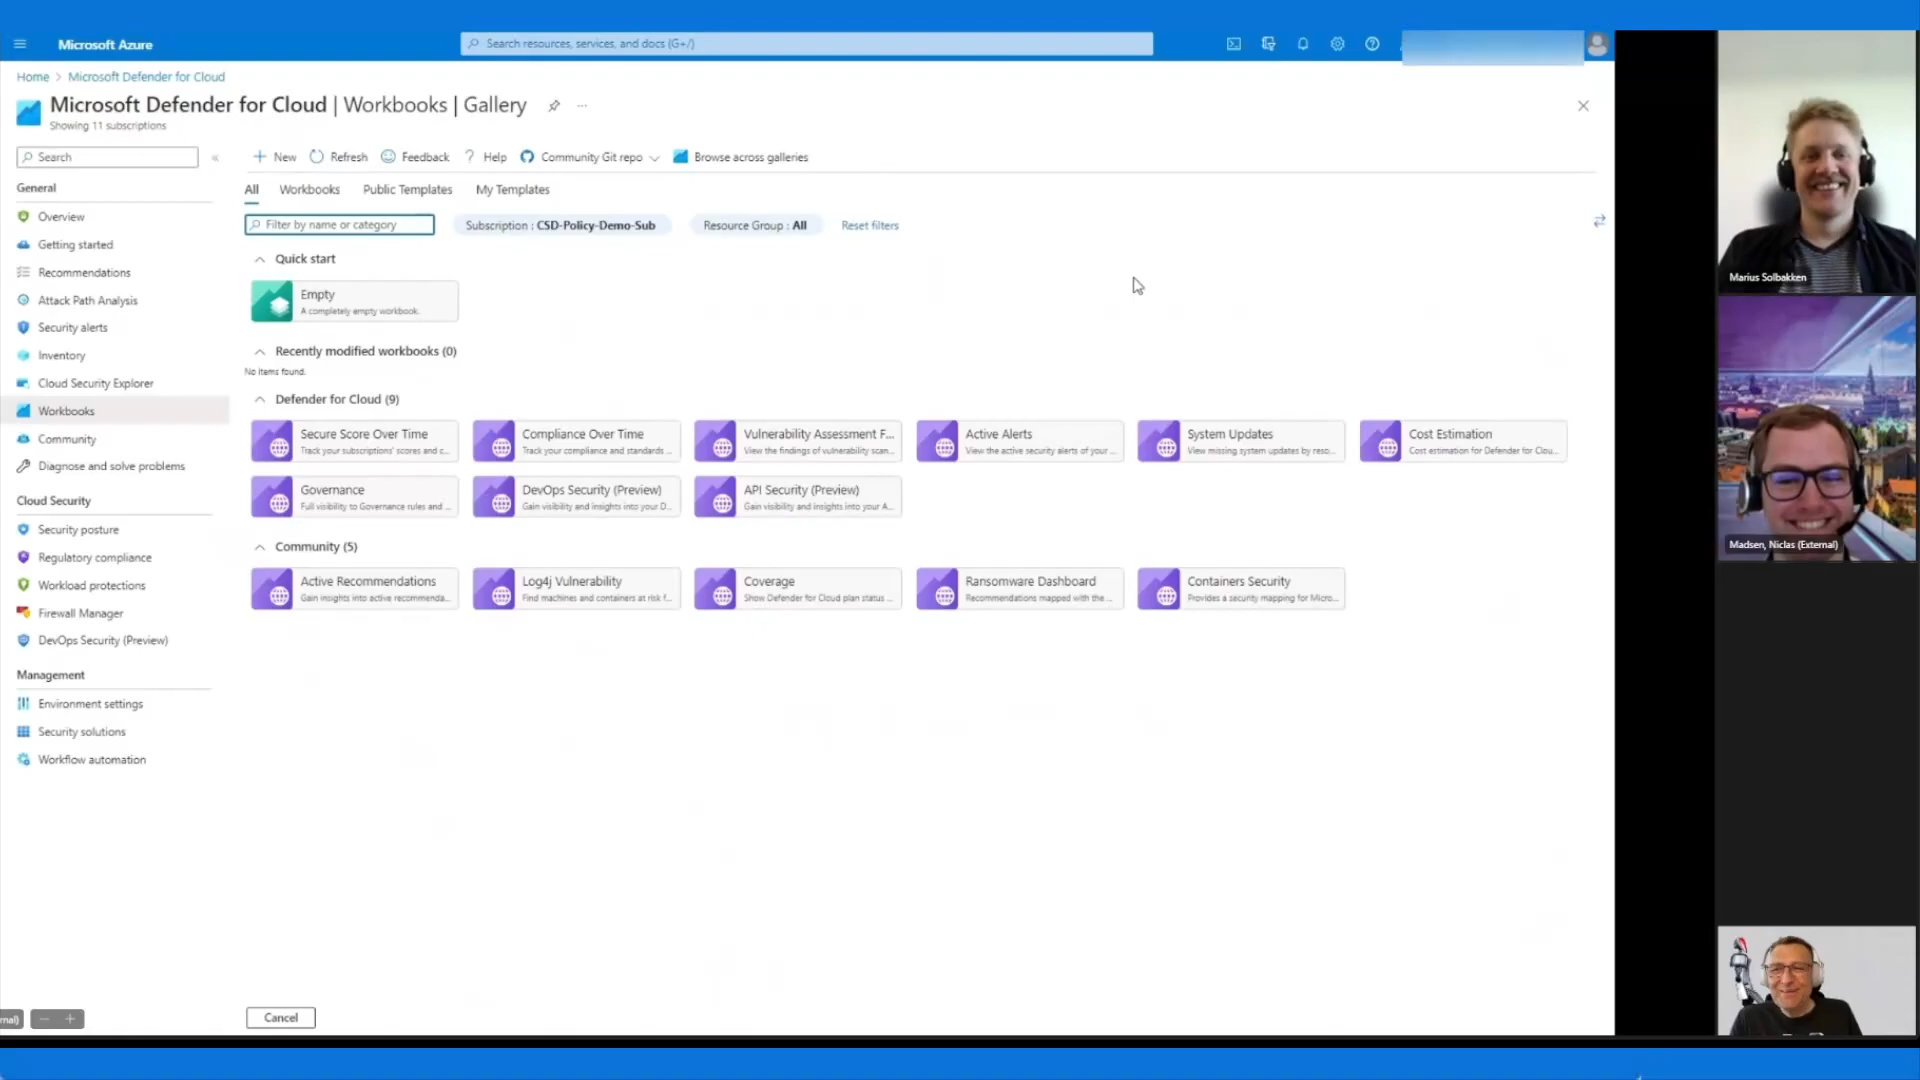 Microsoft Azure
Search resources, services, and docs (G+/)
Home > Microsoft Defender for Cloud
Microsoft Defender for Cloud | Workbooks | Gallery
Showing 11 subscriptions
Search
General
Overview
Getting started
Recommendations
Attack Path Analysis
Security alerts
Inventory
Cloud Security Explorer
Workbooks
Community
Diagnose and solve problems
Cloud Security
Security posture
Regulatory compliance
Workload protections
Firewall Manager
DevOps Security (Preview)
Management
Environment settings
Security solutions
Workflow automation
New Refresh Feedback Help Community Git repo Browse across galleries
All Workbooks Public Templates My Templates
Filter by name or category Subscription : CSD-Policy-Demo-Sub Resource Group : All Reset filters
Quick start
Empty
A completely empty workbook.
Recently modified workbooks (0)
No items found.
Defender for Cloud (9)
Secure Score Over Time
Track your subscriptions' scores and c...
Compliance Over Time
Track your compliance and standards ...
Vulnerability Assessment F...
View the findings of vulnerability scan...
Active Alerts
View the active security alerts of your ...
System Updates
View missing system updates by reso...
Cost Estimation
Cost estimation for Defender for Clou...
Governance
Full visibility to Governance rules and ...
DevOps Security (Preview)
Gain visibility and insights into your D...
API Security (Preview)
Gain visibility and insights into your A...
Community (5)
Active Recommendations
Gain insights into active recommenda...
Log4j Vulnerability
Find machines and containers at risk f...
Coverage
Show Defender for Cloud plan status ...
Ransomware Dashboard
Recommendations mapped with the ...
Containers Security
Provides a security mapping for Micro...
Cancel
rnal)
Marius Solbakken
Madsen, Niclas (External)